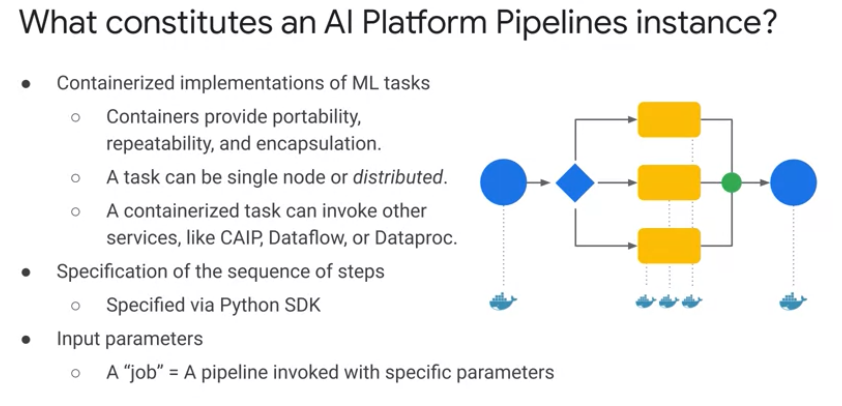 What constitutes an AI Platform Pipelines instance?
● Containerized implementations of ML tasks
○ Containers provide portability,
repeatability, and encapsulation.
○ A task can be single node or distributed.
○ A containerized task can invoke other
services, like CAIP, Dataflow, or Dataproc.
● Specification of the sequence of steps
○ Specified via Python SDK
● Input parameters
○ A “job” = A pipeline invoked with specific parameters